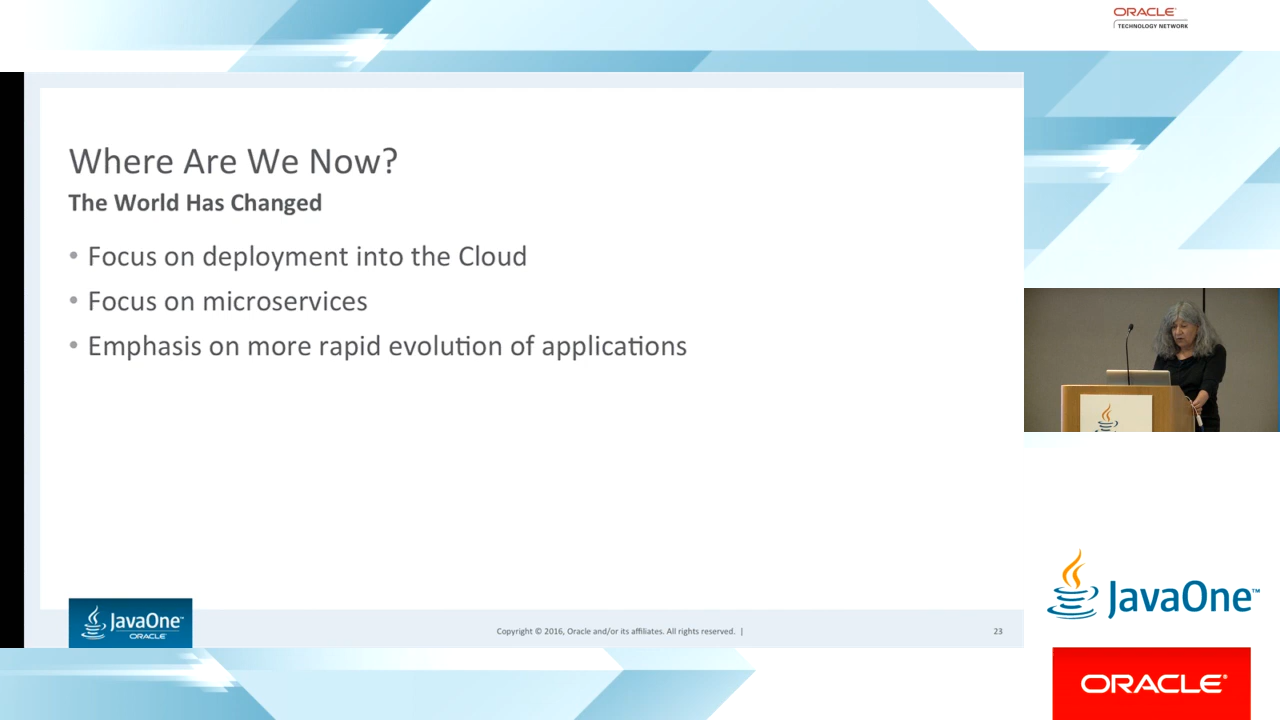 ORACLE
TECHNOLOGY NETWORK
Where Are We Now?
The World Has Changed
• Focus on deployment into the Cloud
• Focus on microservices
• Emphasis on more rapid evolution of applications
JavaOne™
ORACLE
Copyright © 2016, Oracle and/or its affiliates. All rights reserved. |
23
JavaOne™
ORACLE®